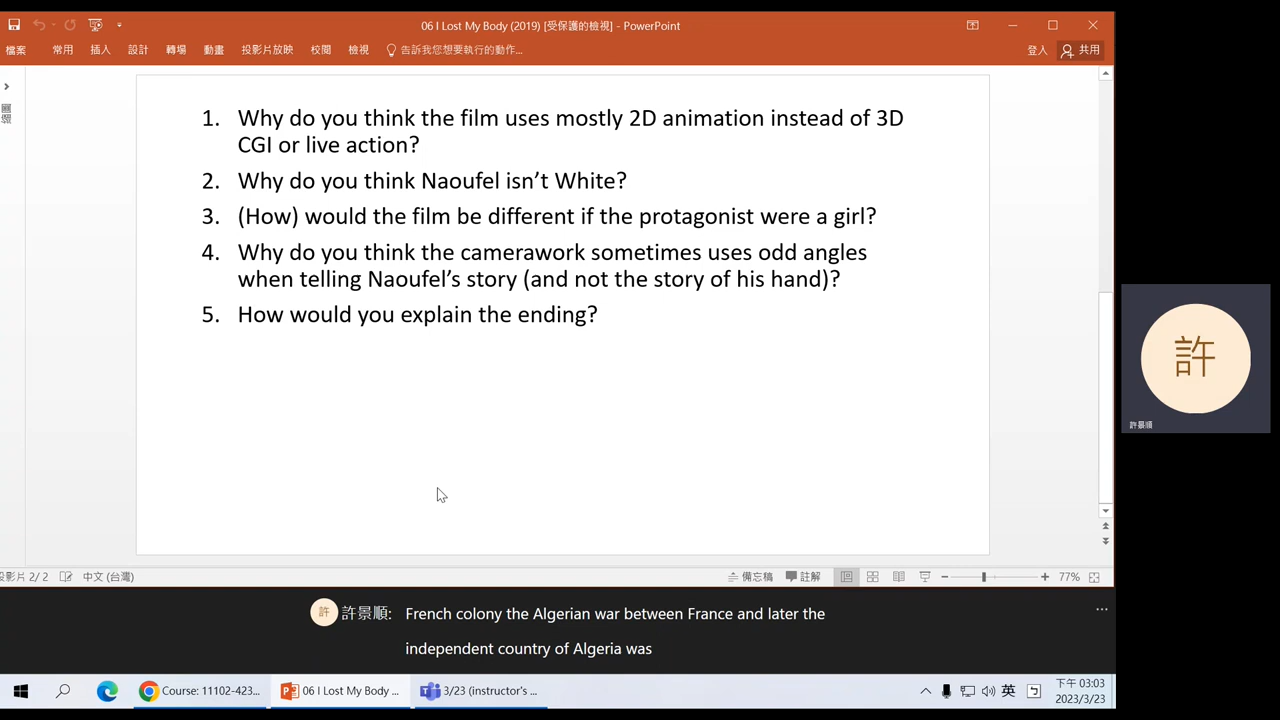 06 I Lost My Body (2019) [受保護的檢視] - PowerPoint
檔案 常用 插入 設計 轉場 動畫 投影片放映 校閱 檢視 告訴我您想要執行的動作... 登入 共用
1. Why do you think the film uses mostly 2D animation instead of 3D
CGI or live action?
2. Why do you think Naoufel isn't White?
3. (How) would the film be different if the protagonist were a girl?
4. Why do you think the camerawork sometimes uses odd angles
when telling Naoufel's story (and not the story of his hand)?
5. How would you explain the ending?
許
許景順
投影片 2/ 2 中文 (台灣) 備忘稿 註解 77%
許 許景順: French colony the Algerian war between France and later the
independent country of Algeria was
Course: 11102-423... 06 I Lost My Body ... 3/23 (instructor's ... 英 下午 03:03
2023/3/23